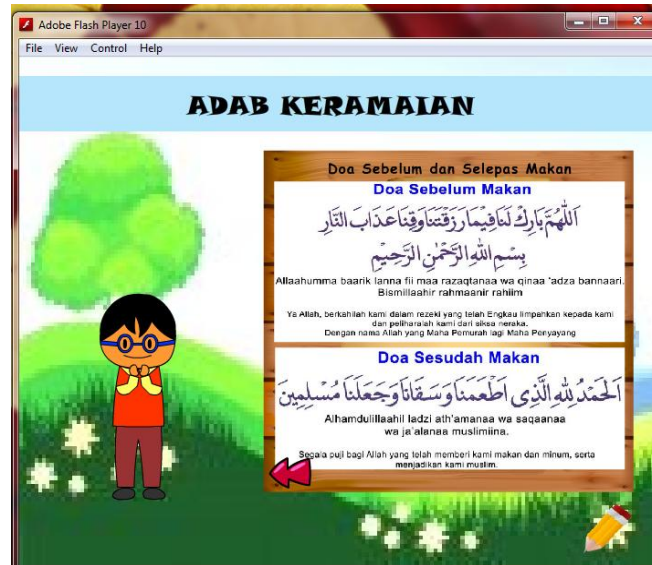 Adobe Flash Player 10
File View Control Help
ADAB KERAMAIAN
Doa Sebelum dan Selepas Makan
Doa Sebelum Makan
اَللّٰهُمَّ بَارِكْ لَنَا فِيْمَا رَزَقْتَنَا وَقِنَا عَذَابَ النَّارِ
بِسْمِ اللهِ الرَّحْمٰنِ الرَّحِيْمِ
Allaahumma baarik lanna fii maa razaqtanaa wa qinaa 'adza bannaari.
Bismillaahir rahmaanir rahiim
Ya Allah, berkahilah kami dalam rezeki yang telah Engkau limpahkan kepada kami
dan peliharalah kami dari siksa neraka.
Dengan nama Allah yang Maha Pemurah lagi Maha Penyayang
Doa Sesudah Makan
اَلْحَمْدُ لِلّٰهِ الَّذِى اَطْعَمَنَا وَسَقَانَا وَجَعَلَنَا مُسْلِمِيْنَ
Alhamdulillaahil ladzi ath'amanaa wa saqaanaa
wa ja'alanaa muslimiina.
Segala puji bagi Allah yang telah memberi kami makan dan minum, serta
menjadikan kami muslim.